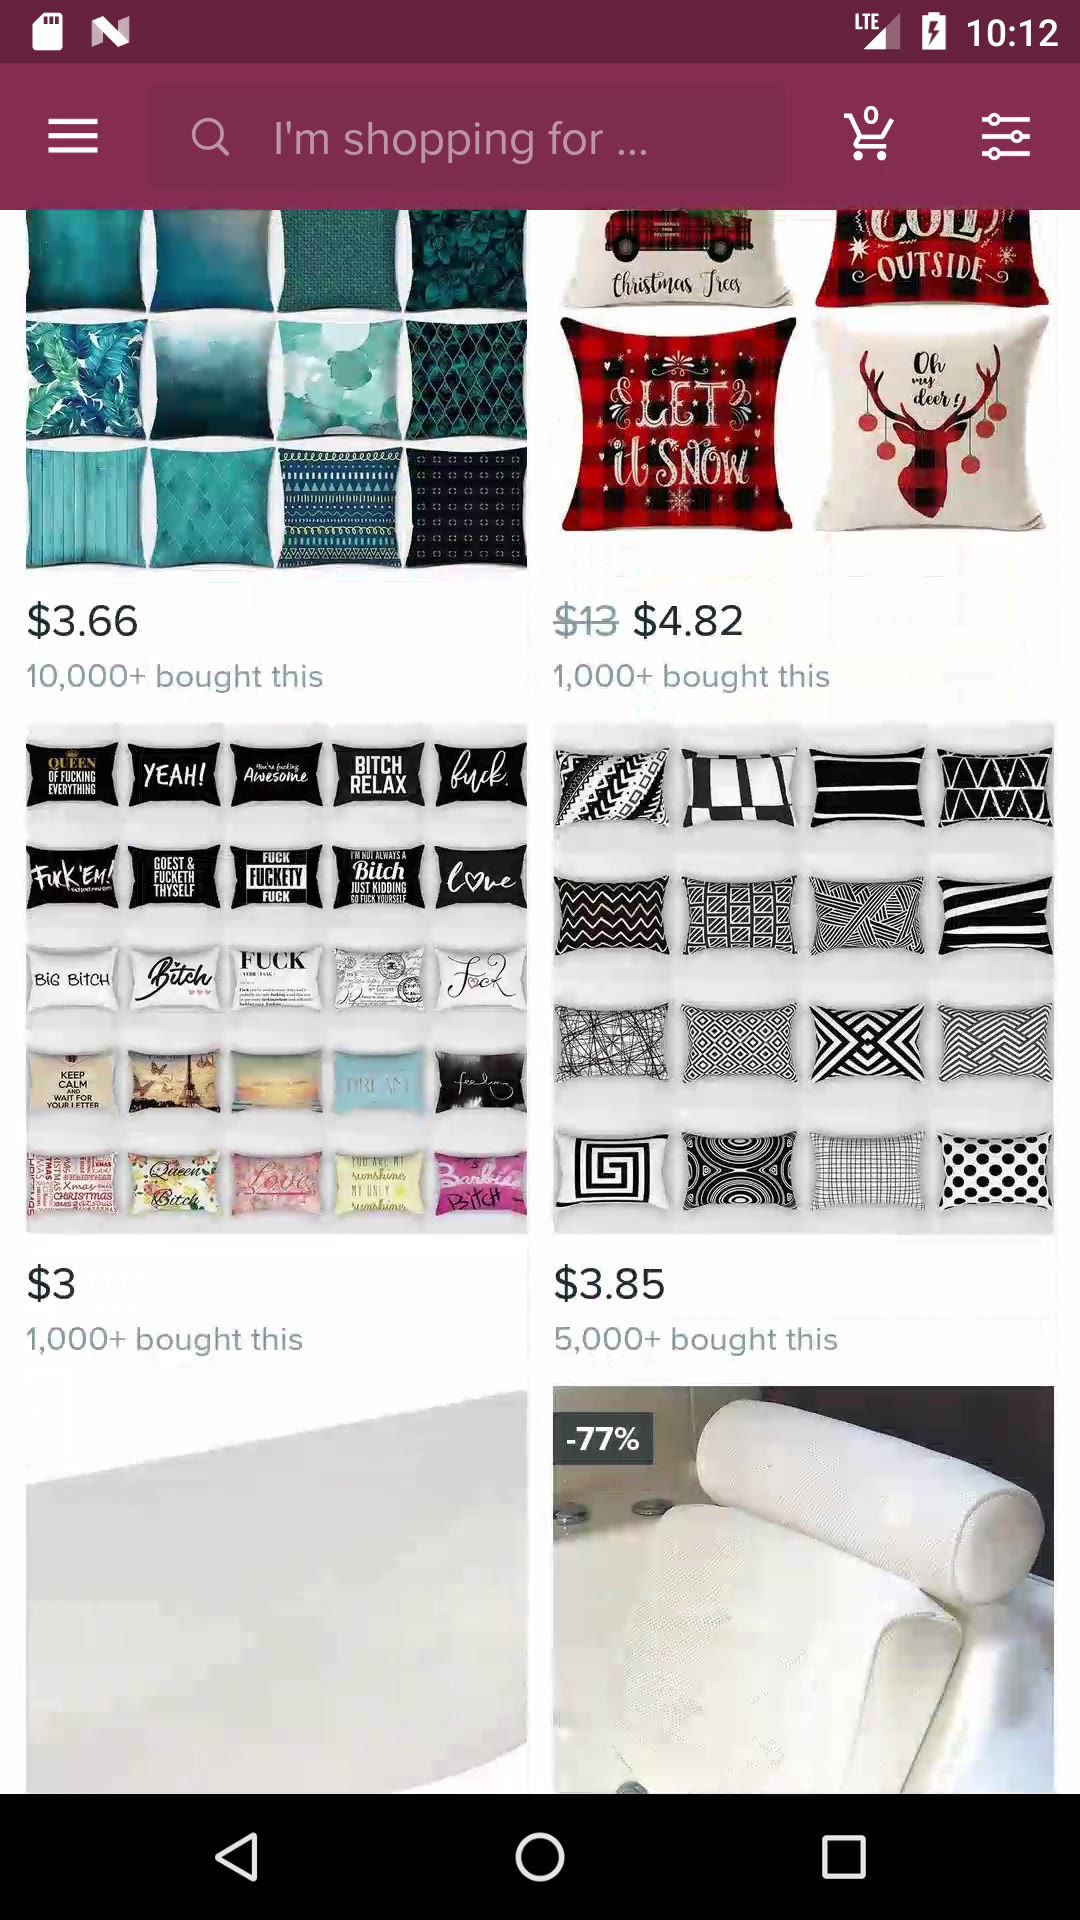 LTE 10:12
I'm shopping for ...
0
Christmas Trees
COLD
OUTSIDE
LET
it SNOW
Oh
my
deer!
$3.66
10,000+ bought this
$13 $4.82
1,000+ bought this
QUEEN
OF FUCKING
EVERYTHING
YEAH!
You're fucking
Awesome
BITCH
RELAX
fuck.
FUCK 'EM!
GOEST &
FUCKETH
THYSELF
FUCK
FUCKETY
FUCK
I'M NOT ALWAYS A
Bitch
JUST KIDDING
GO FUCK YOURSELF
love
BIG BITCH
Bitch
FUCK
Fuck
KEEP
CALM
AND
WAIT FOR
YOUR LETTER
DREAM
feeling
XMAS
Xmas
CHRISTMAS
Queen
Bitch
Love
YOU ARE MY
sunshine
MY ONLY
sunshine
Barbie
BITCH
$3
1,000+ bought this
$3.85
5,000+ bought this
-77%